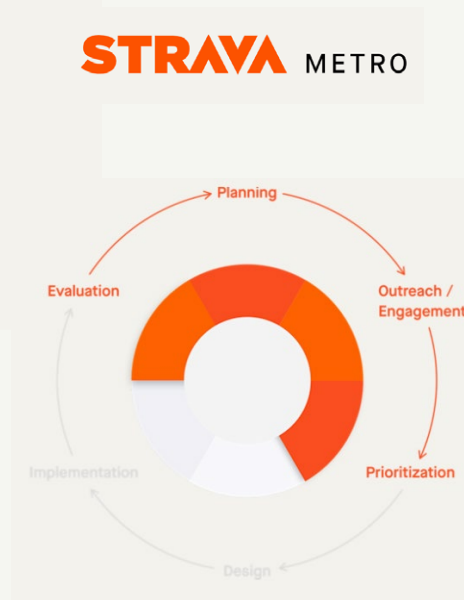 STRAVA METRO
Planning
Evaluation
Outreach /
Engagement
Implementation
Prioritization
Design